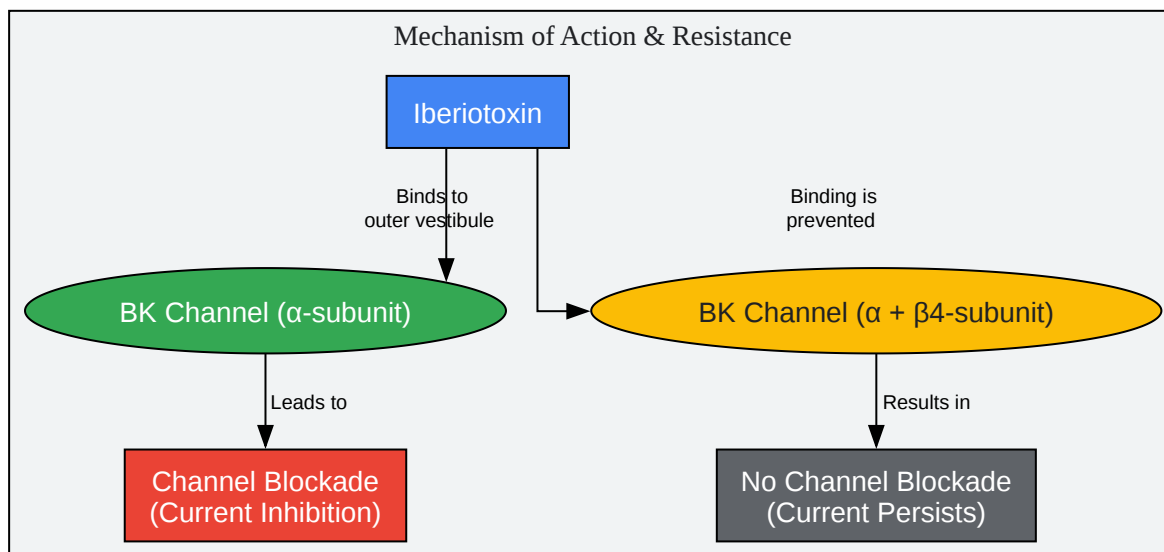 Mechanism of Action & Resistance
Iberiotoxin
Binds to
outer vestibule
Binding is
prevented
BK Channel (α-subunit)
BK Channel (α + β4-subunit)
Leads to
Results in
Channel Blockade
(Current Inhibition)
No Channel Blockade
(Current Persists)